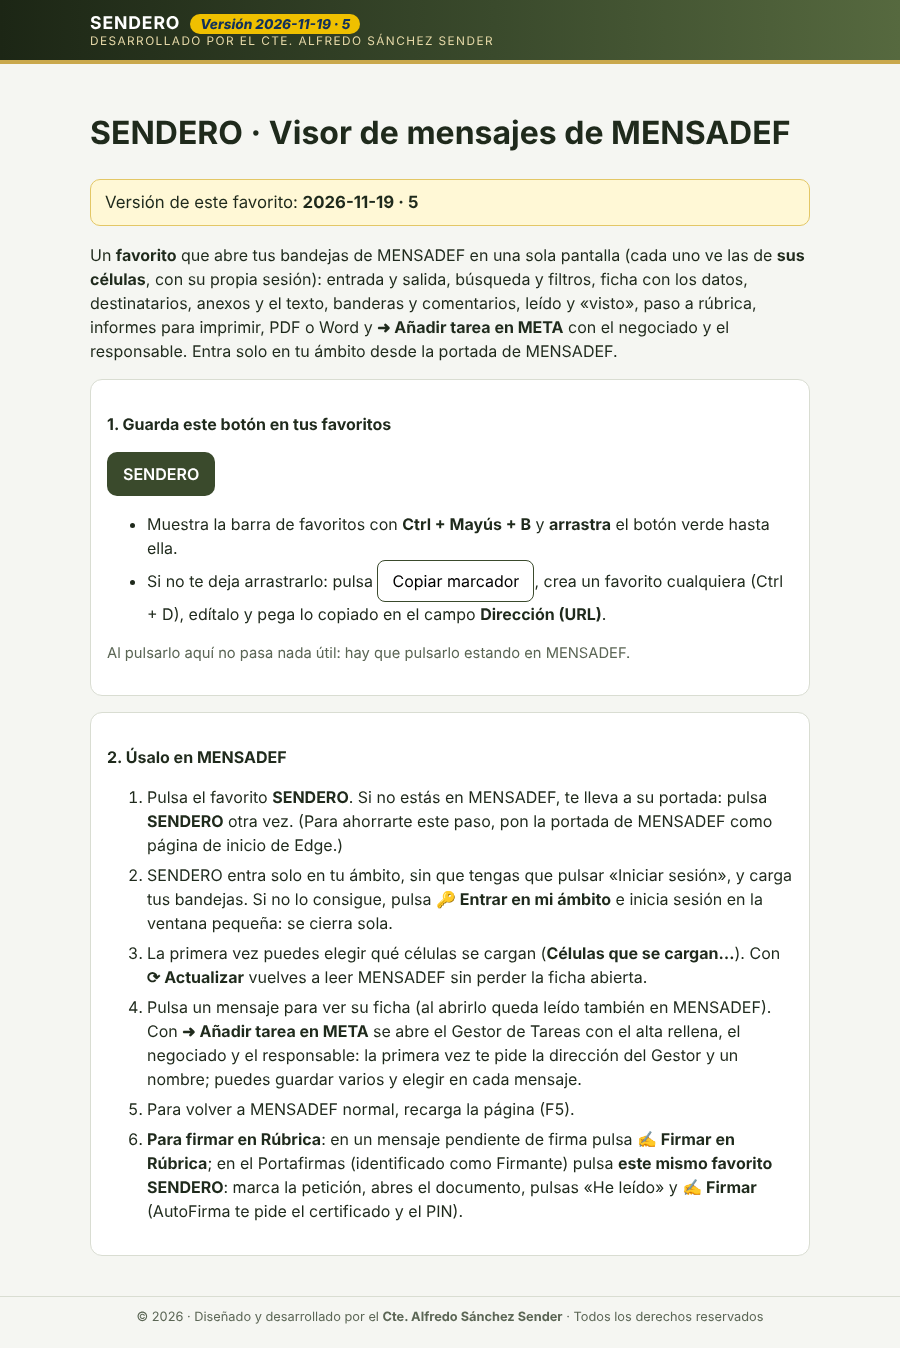 SENDERO Versión 2026-11-19 · 5
DESARROLLADO POR EL CTE. ALFREDO SÁNCHEZ SENDER
SENDERO · Visor de mensajes de MENSADEF
Versión de este favorito: 2026-11-19 · 5
Un favorito que abre tus bandejas de MENSADEF en una sola pantalla (cada uno ve las de sus
células, con su propia sesión): entrada y salida, búsqueda y filtros, ficha con los datos,
destinatarios, anexos y el texto, banderas y comentarios, leído y «visto», paso a rúbrica,
informes para imprimir, PDF o Word y ➜ Añadir tarea en META con el negociado y el
responsable. Entra solo en tu ámbito desde la portada de MENSADEF.
1. Guarda este botón en tus favoritos
SENDERO
• Muestra la barra de favoritos con Ctrl + Mayús + B y arrastra el botón verde hasta
ella.
• Si no te deja arrastrarlo: pulsa Copiar marcador, crea un favorito cualquiera (Ctrl
+ D), edítalo y pega lo copiado en el campo Dirección (URL).
Al pulsarlo aquí no pasa nada útil: hay que pulsarlo estando en MENSADEF.
2. Úsalo en MENSADEF
1. Pulsa el favorito SENDERO. Si no estás en MENSADEF, te lleva a su portada: pulsa
SENDERO otra vez. (Para ahorrarte este paso, pon la portada de MENSADEF como
página de inicio de Edge.)
2. SENDERO entra solo en tu ámbito, sin que tengas que pulsar «Iniciar sesión», y carga
tus bandejas. Si no lo consigue, pulsa 🔑 Entrar en mi ámbito e inicia sesión en la
ventana pequeña: se cierra sola.
3. La primera vez puedes elegir qué células se cargan (Células que se cargan…). Con
⟳ Actualizar vuelves a leer MENSADEF sin perder la ficha abierta.
4. Pulsa un mensaje para ver su ficha (al abrirlo queda leído también en MENSADEF).
Con ➜ Añadir tarea en META se abre el Gestor de Tareas con el alta rellena, el
negociado y el responsable: la primera vez te pide la dirección del Gestor y un
nombre; puedes guardar varios y elegir en cada mensaje.
5. Para volver a MENSADEF normal, recarga la página (F5).
6. Para firmar en Rúbrica: en un mensaje pendiente de firma pulsa ✍ Firmar en
Rúbrica; en el Portafirmas (identificado como Firmante) pulsa este mismo favorito
SENDERO: marca la petición, abres el documento, pulsas «He leído» y ✍ Firmar
(AutoFirma te pide el certificado y el PIN).
© 2026 · Diseñado y desarrollado por el Cte. Alfredo Sánchez Sender · Todos los derechos reservados